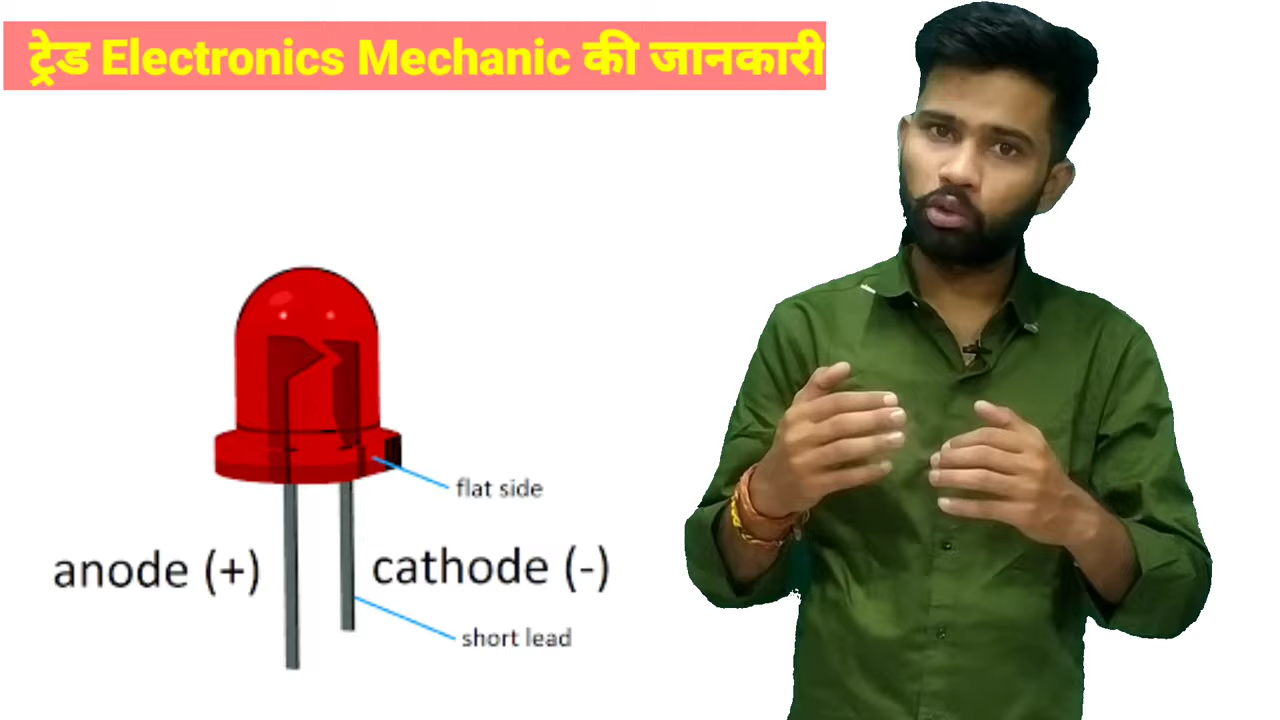 ट्रेड Electronics Mechanic की जानकारी
flat side
anode (+)
cathode (-)
short lead